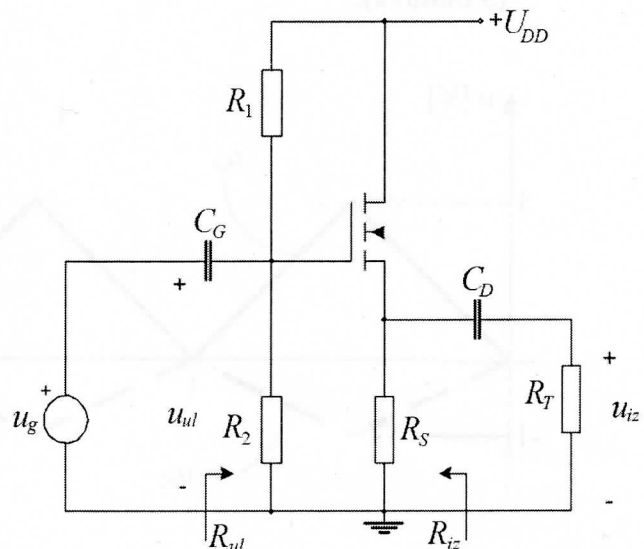 +U_DD
R_1
C_G
+
C_D
+
+
u_g
u_ul
R_2
R_S
R_T
u_iz
-
-
R_ul
R_iz